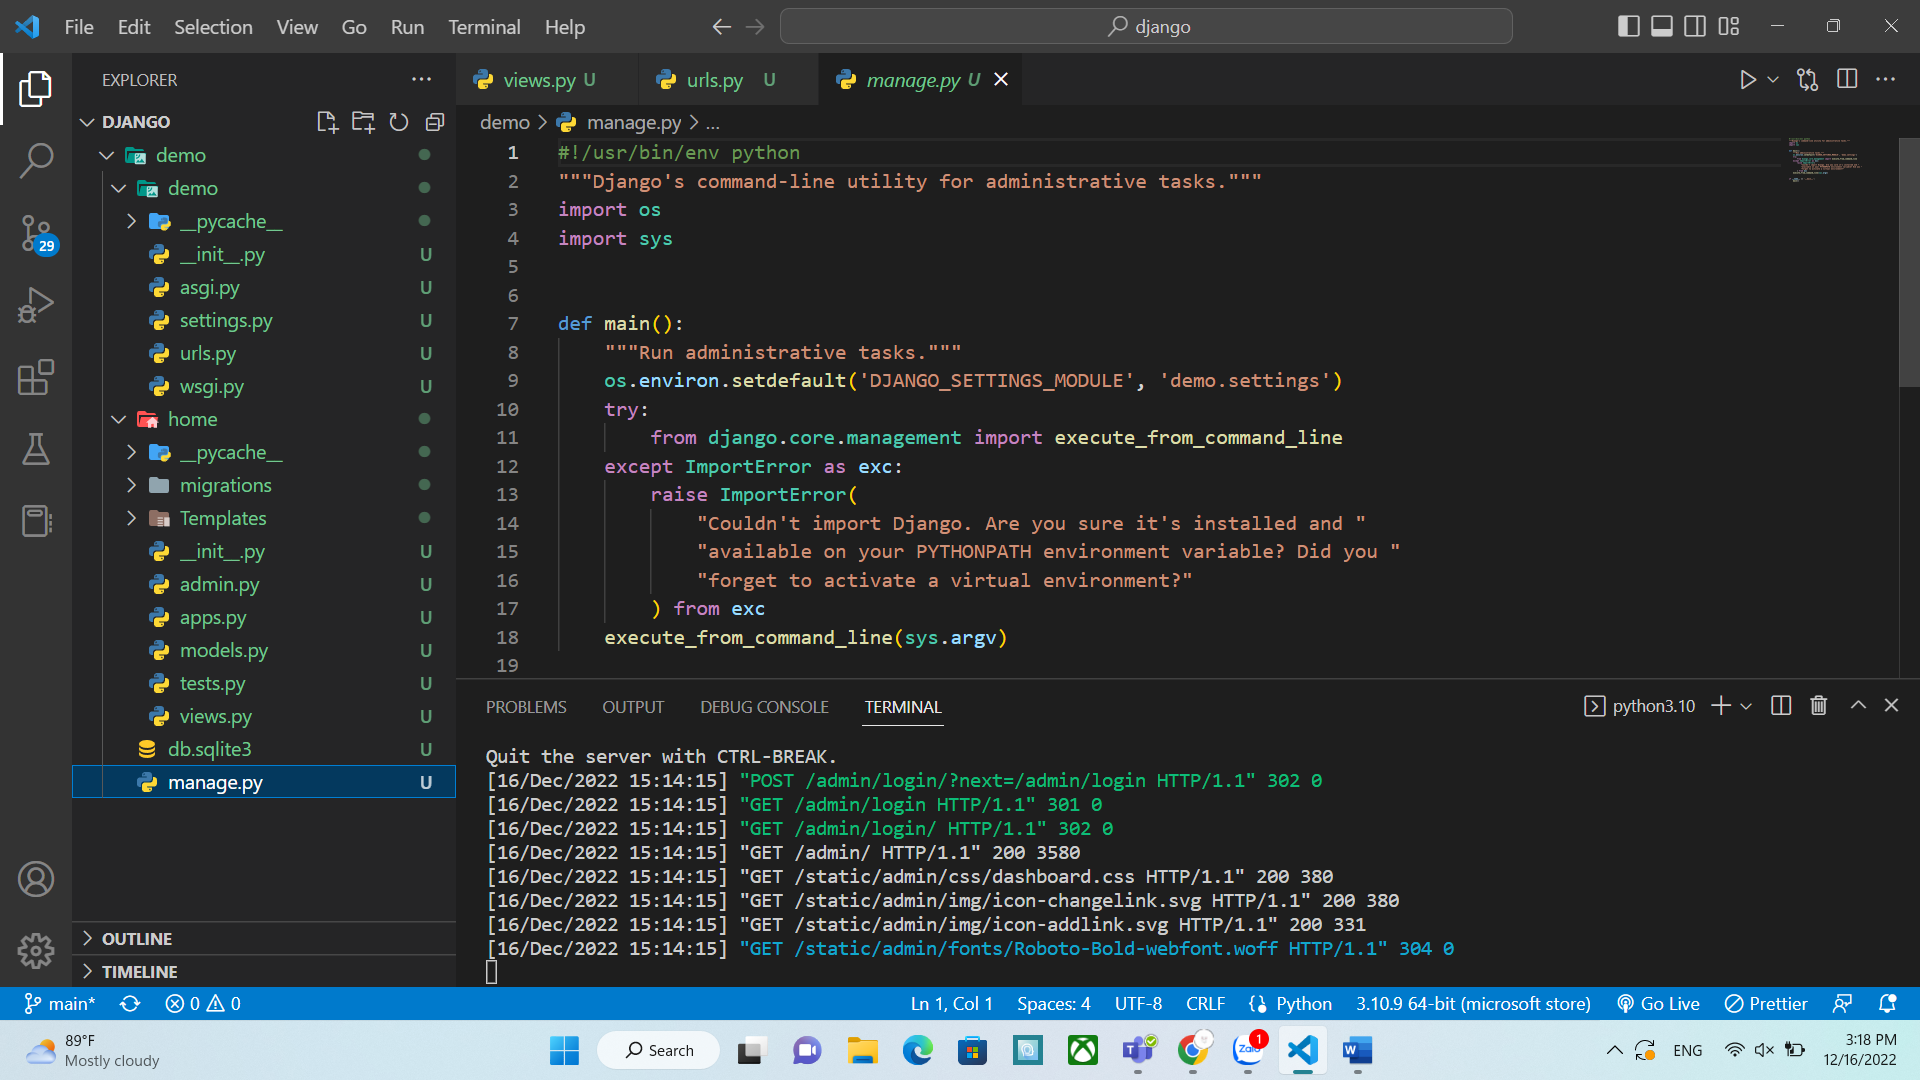 File Edit Selection View Go Run Terminal Help
django
EXPLORER
DJANGO
demo
demo
__pycache__
__init__.py U
asgi.py U
settings.py U
urls.py U
wsgi.py U
home
__pycache__
migrations
Templates
__init__.py U
admin.py U
apps.py U
models.py U
tests.py U
views.py U
db.sqlite3 U
manage.py U
OUTLINE
TIMELINE
29
views.py U urls.py U manage.py U
demo > manage.py > ...
1 #!/usr/bin/env python
2 """Django's command-line utility for administrative tasks."""
3 import os
4 import sys
5
6
7 def main():
8 """Run administrative tasks."""
9 os.environ.setdefault('DJANGO_SETTINGS_MODULE', 'demo.settings')
10 try:
11 from django.core.management import execute_from_command_line
12 except ImportError as exc:
13 raise ImportError(
14 "Couldn't import Django. Are you sure it's installed and "
15 "available on your PYTHONPATH environment variable? Did you "
16 "forget to activate a virtual environment?"
17 ) from exc
18 execute_from_command_line(sys.argv)
19
PROBLEMS OUTPUT DEBUG CONSOLE TERMINAL
python3.10
Quit the server with CTRL-BREAK.
[16/Dec/2022 15:14:15] "POST /admin/login/?next=/admin/login HTTP/1.1" 302 0
[16/Dec/2022 15:14:15] "GET /admin/login HTTP/1.1" 301 0
[16/Dec/2022 15:14:15] "GET /admin/login/ HTTP/1.1" 302 0
[16/Dec/2022 15:14:15] "GET /admin/ HTTP/1.1" 200 3580
[16/Dec/2022 15:14:15] "GET /static/admin/css/dashboard.css HTTP/1.1" 200 380
[16/Dec/2022 15:14:15] "GET /static/admin/img/icon-changelink.svg HTTP/1.1" 200 380
[16/Dec/2022 15:14:15] "GET /static/admin/img/icon-addlink.svg HTTP/1.1" 200 331
[16/Dec/2022 15:14:15] "GET /static/admin/fonts/Roboto-Bold-webfont.woff HTTP/1.1" 304 0
main* 0 0 Ln 1, Col 1 Spaces: 4 UTF-8 CRLF Python 3.10.9 64-bit (microsoft store) Go Live Prettier
89°F
Mostly cloudy
Search
Zalo 1
ENG
3:18 PM
12/16/2022